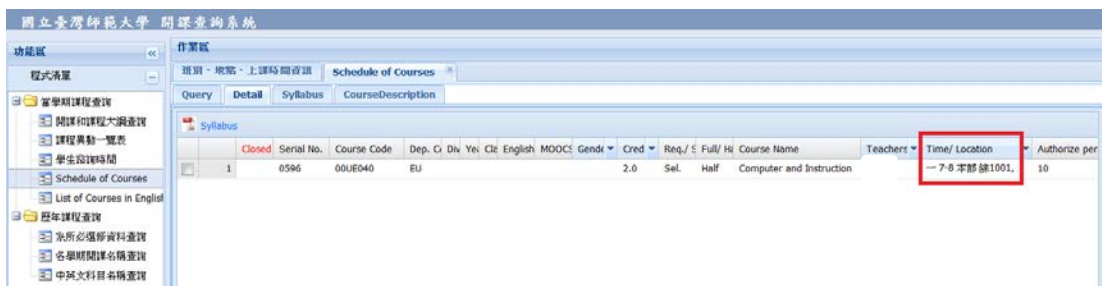 國立臺灣師範大學 開課查詢系統
功能區
程式清單
當學期課程查詢
開課和課程大綱查詢
課程異動一覽表
學生諮詢時間
Schedule of Courses
List of Courses in Englis
歷年課程查詢
系所必選修資料查詢
各學期開課名稱查詢
中英文科目名稱查詢
作業區
班別、地點、上課時間資訊 Schedule of Courses
Query Detail Syllabus CourseDescription
Syllabus
Closed Serial No. Course Code Dep. C Div Ye Cla English MOOCS Gende Cred Req./ S Full/ H Course Name Teachers Time/ Location Authorize per
1 0596 00UE040 EU 2.0 Sel. Half Computer and Instruction 一 7-8 本部 誠1001, 10